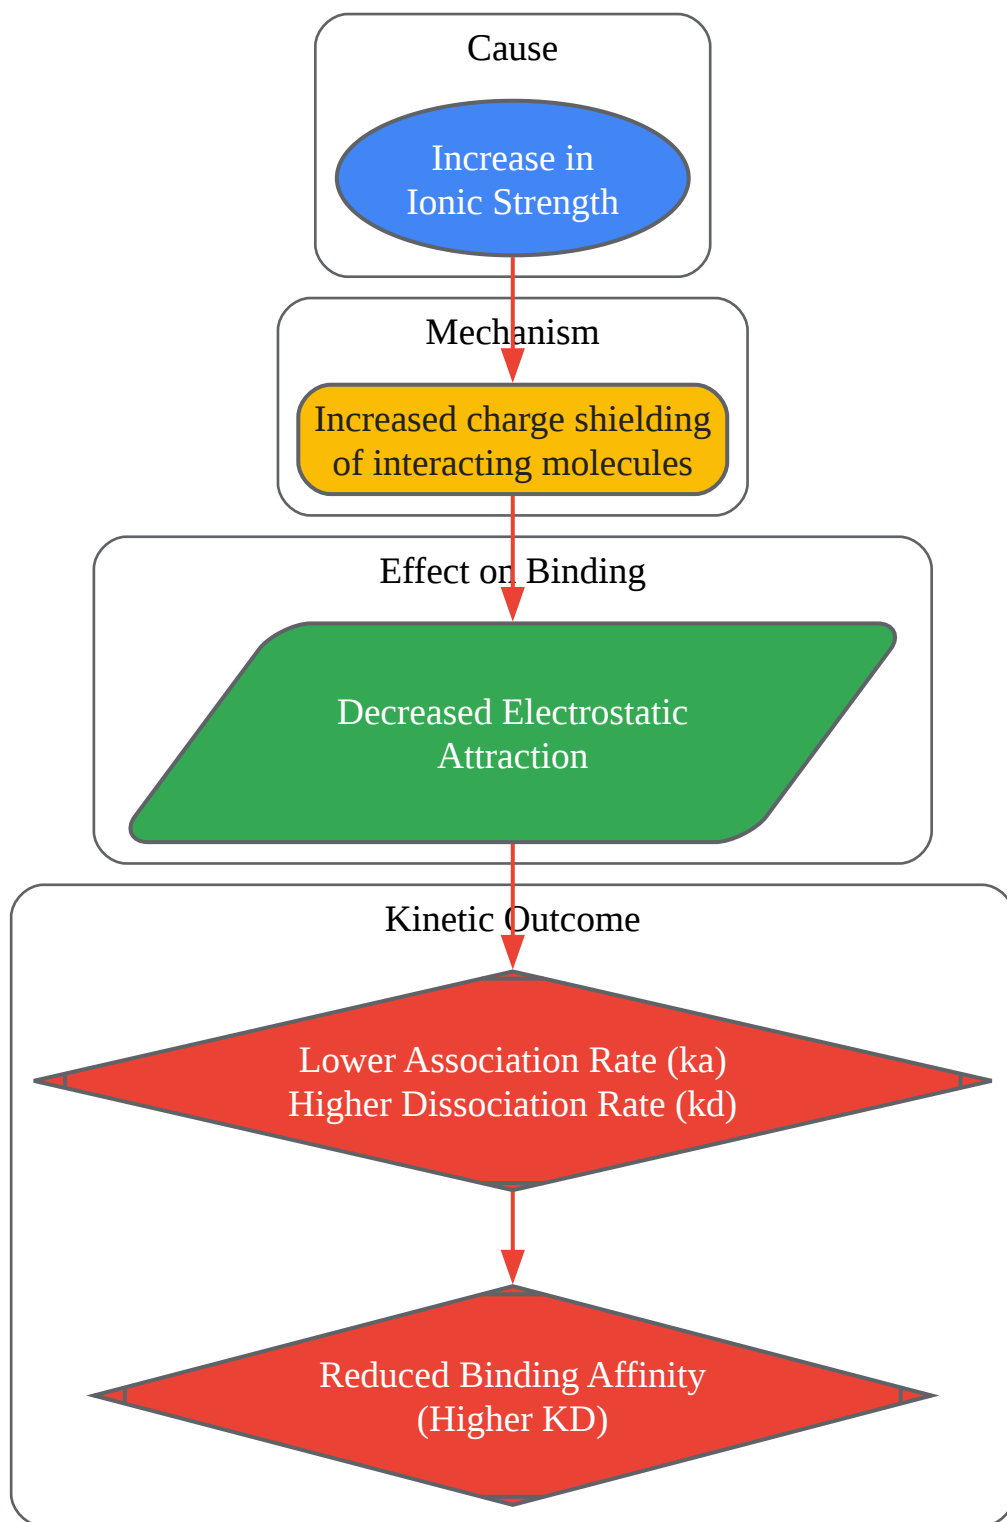 Cause
Increase in
Ionic Strength
Mechanism
Increased charge shielding
of interacting molecules
Effect on Binding
Decreased Electrostatic
Attraction
Kinetic Outcome
Lower Association Rate (ka)
Higher Dissociation Rate (kd)
Reduced Binding Affinity
(Higher KD)